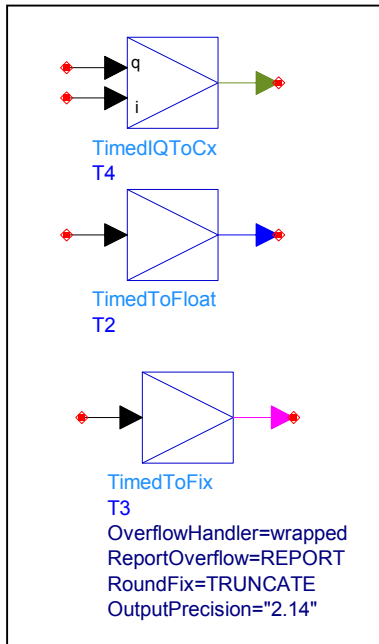 q
i
TimedIQToCx
T4
TimedToFloat
T2
TimedToFix
T3
OverflowHandler=wrapped
ReportOverflow=REPORT
RoundFix=TRUNCATE
OutputPrecision="2.14"